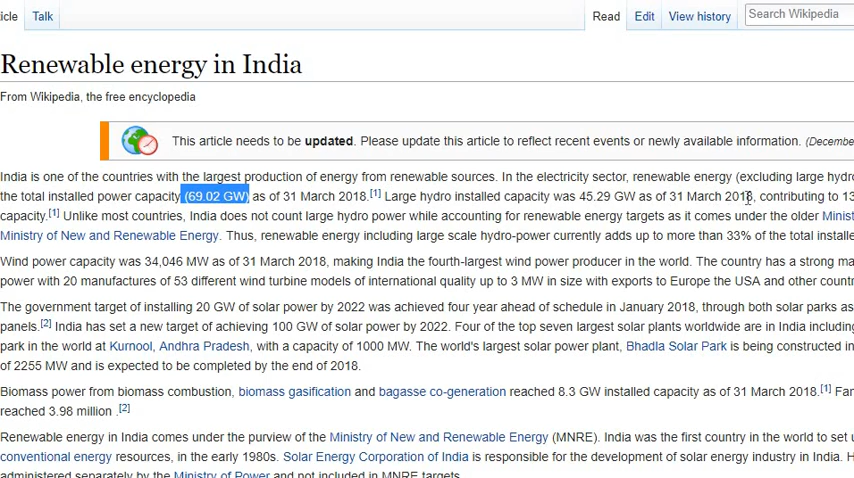 icle Talk Read Edit View history Search Wikipedia
Renewable energy in India
From Wikipedia, the free encyclopedia
This article needs to be updated. Please update this article to reflect recent events or newly available information. (Decembe
India is one of the countries with the largest production of energy from renewable sources. In the electricity sector, renewable energy (excluding large hydro
the total installed power capacity (69.02 GW) as of 31 March 2018.[1] Large hydro installed capacity was 45.29 GW as of 31 March 2018, contributing to 13
capacity.[1] Unlike most countries, India does not count large hydro power while accounting for renewable energy targets as it comes under the older Minist
Ministry of New and Renewable Energy. Thus, renewable energy including large scale hydro-power currently adds up to more than 33% of the total installe
Wind power capacity was 34,046 MW as of 31 March 2018, making India the fourth-largest wind power producer in the world. The country has a strong ma
power with 20 manufactures of 53 different wind turbine models of international quality up to 3 MW in size with exports to Europe the USA and other count
The government target of installing 20 GW of solar power by 2022 was achieved four year ahead of schedule in January 2018, through both solar parks as
panels.[2] India has set a new target of achieving 100 GW of solar power by 2022. Four of the top seven largest solar plants worldwide are in India includin
park in the world at Kurnool, Andhra Pradesh, with a capacity of 1000 MW. The world's largest solar power plant, Bhadla Solar Park is being constructed in
of 2255 MW and is expected to be completed by the end of 2018.
Biomass power from biomass combustion, biomass gasification and bagasse co-generation reached 8.3 GW installed capacity as of 31 March 2018.[1] Far
reached 3.98 million .[2]
Renewable energy in India comes under the purview of the Ministry of New and Renewable Energy (MNRE). India was the first country in the world to set u
conventional energy resources, in the early 1980s. Solar Energy Corporation of India is responsible for the development of solar energy industry in India. H
administered separately by the Ministry of Power and not included in MNRE targets.